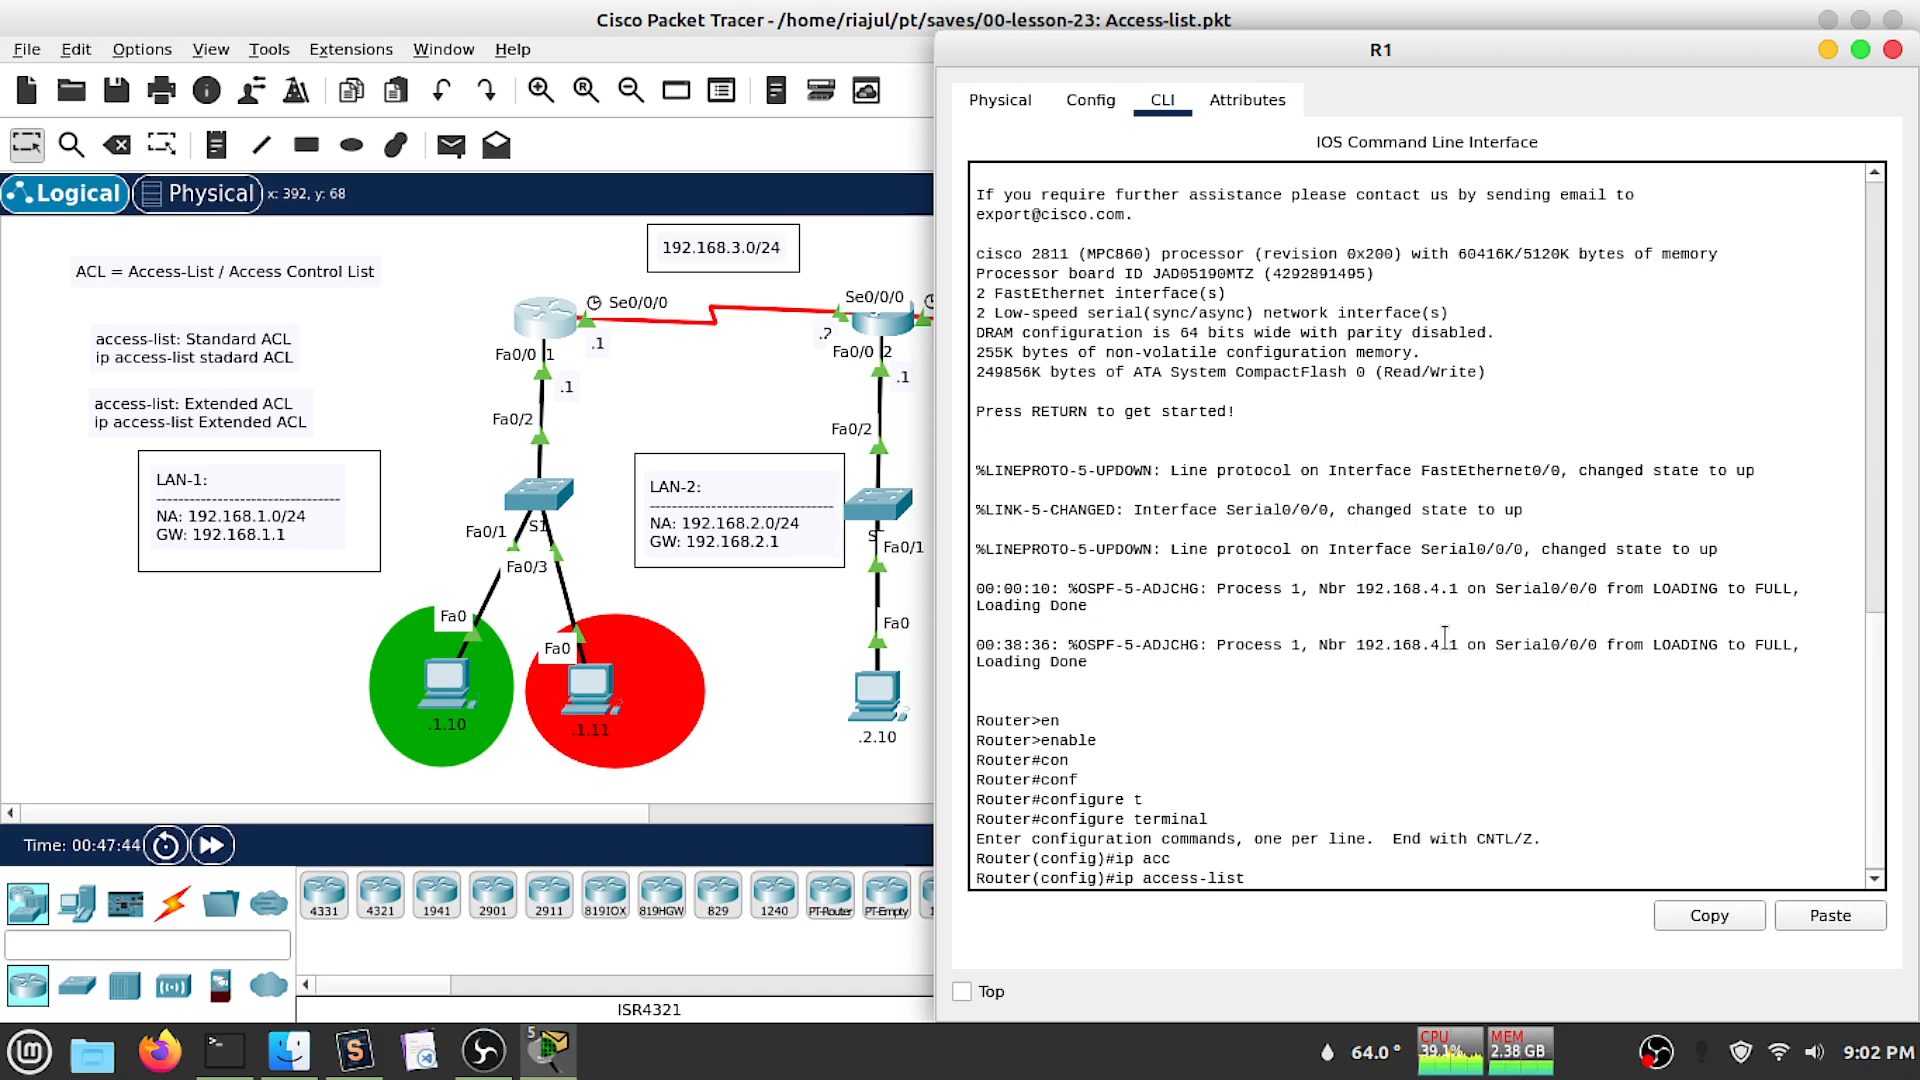 Cisco Packet Tracer - /home/riajul/pt/saves/00-lesson-23: Access-list.pkt
File Edit Options View Tools Extensions Window Help
Logical Physical x: 392, y: 68
ACL = Access-List / Access Control List
access-list: Standard ACL
ip access-list stadard ACL
access-list: Extended ACL
ip access-list Extended ACL
LAN-1:
--------------------------------
NA: 192.168.1.0/24
GW: 192.168.1.1
192.168.3.0/24
Se0/0/0
Se0/0/0
.1
.2
Fa0/0 1
Fa0/0 2
.1
.1
Fa0/2
Fa0/2
LAN-2:
--------------------------------
NA: 192.168.2.0/24
GW: 192.168.2.1
S1
Fa0/1
Fa0/1
Fa0/3
Fa0
Fa0
Fa0
.1.10
.1.11
.2.10
Time: 00:47:44
4331 4321 1941 2901 2911 819IOX 819HGW 829 1240 PT-Router PT-Empty
ISR4321
R1
Physical Config CLI Attributes
IOS Command Line Interface
If you require further assistance please contact us by sending email to
export@cisco.com.
cisco 2811 (MPC860) processor (revision 0x200) with 60416K/5120K bytes of memory
Processor board ID JAD05190MTZ (4292891495)
2 FastEthernet interface(s)
2 Low-speed serial(sync/async) network interface(s)
DRAM configuration is 64 bits wide with parity disabled.
255K bytes of non-volatile configuration memory.
249856K bytes of ATA System CompactFlash 0 (Read/Write)
Press RETURN to get started!
%LINEPROTO-5-UPDOWN: Line protocol on Interface FastEthernet0/0, changed state to up
%LINK-5-CHANGED: Interface Serial0/0/0, changed state to up
%LINEPROTO-5-UPDOWN: Line protocol on Interface Serial0/0/0, changed state to up
00:00:10: %OSPF-5-ADJCHG: Process 1, Nbr 192.168.4.1 on Serial0/0/0 from LOADING to FULL,
Loading Done
00:38:36: %OSPF-5-ADJCHG: Process 1, Nbr 192.168.4.1 on Serial0/0/0 from LOADING to FULL,
Loading Done
Router>en
Router>enable
Router#con
Router#conf
Router#configure t
Router#configure terminal
Enter configuration commands, one per line.  End with CNTL/Z.
Router(config)#ip acc
Router(config)#ip access-list
Copy Paste
Top
5
64.0 °
CPU
39.1%
MEM
2.38 GB
9:02 PM